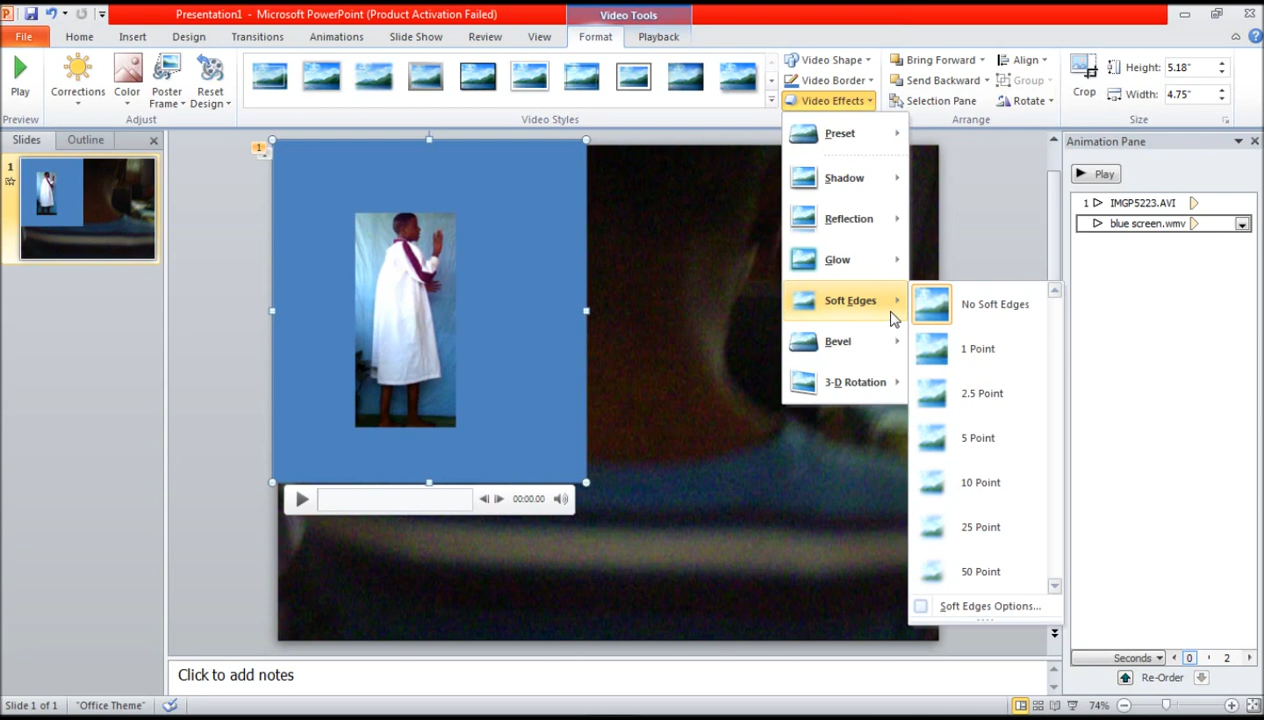 Presentation1 - Microsoft PowerPoint (Product Activation Failed)
Video Tools
File Home Insert Design Transitions Animations Slide Show Review View Format Playback
Play
Preview
Corrections
Color
Poster
Frame
Reset
Design
Adjust
Video Styles
Video Shape
Video Border
Video Effects
Bring Forward
Send Backward
Selection Pane
Align
Group
Rotate
Arrange
Crop
Height: 5.18"
Width: 4.75"
Size
Slides Outline
1
1
Preset
Shadow
Reflection
Glow
Soft Edges
Bevel
3-D Rotation
No Soft Edges
1 Point
2.5 Point
5 Point
10 Point
25 Point
50 Point
Soft Edges Options...
00:00.00
Animation Pane
Play
1 IMGP5223.AVI
blue screen.wmv
Seconds 0 2
Re-Order
Click to add notes
Slide 1 of 1 "Office Theme" 74%